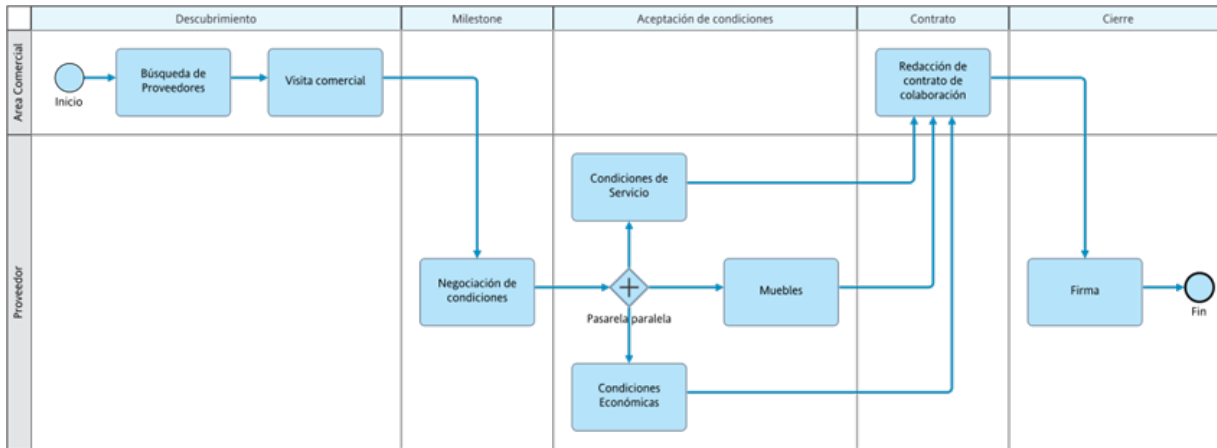 Descubrimiento
Milestone
Aceptación de condiciones
Contrato
Cierre
Area Comercial
Inicio
Búsqueda de
Proveedores
Visita comercial
Redacción de
contrato de
colaboración
Proveedor
Condiciones de
Servicio
Negociación de
condiciones
Pasarela paralela
Muebles
Condiciones
Económicas
Firma
Fin